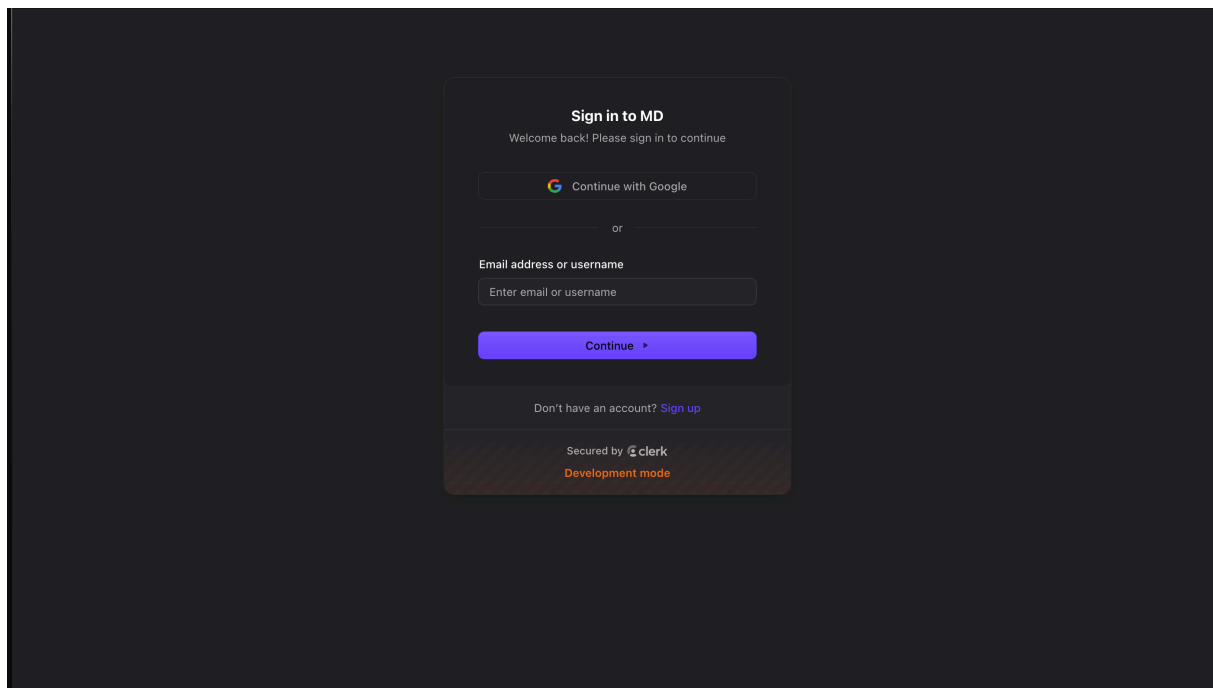 Sign in to MD
Welcome back! Please sign in to continue
Continue with Google
or
Email address or username
Enter email or username
Continue
Don't have an account? Sign up
Secured by clerk
Development mode